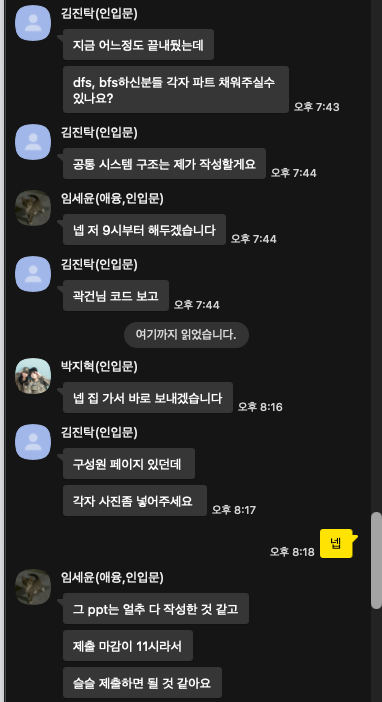 김진탁(인입문)
지금 어느정도 끝내뒀는데
dfs, bfs하신분들 각자 파트 채워주실수
있나요?
오후 7:43
김진탁(인입문)
공통 시스템 구조는 제가 작성할게요
오후 7:44
임세윤(애용,인입문)
넵 저 9시부터 해두겠습니다
오후 7:44
김진탁(인입문)
곽건님 코드 보고
오후 7:44
여기까지 읽었습니다.
박지혁(인입문)
넵 집 가서 바로 보내겠습니다
오후 8:16
김진탁(인입문)
구성원 페이지 있던데
각자 사진좀 넣어주세요
오후 8:17
넵
오후 8:18
임세윤(애용,인입문)
그 ppt는 얼추 다 작성한 것 같고
제출 마감이 11시라서
슬슬 제출하면 될 것 같아요